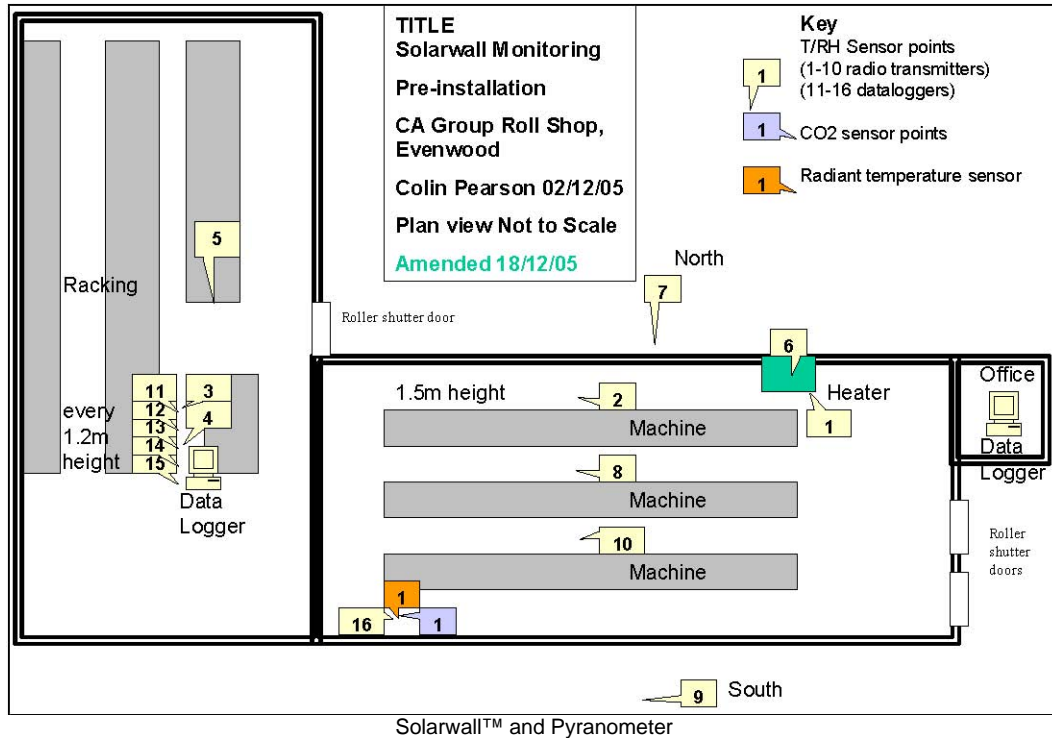 TITLE
Solarwall Monitoring
Pre-installation
CA Group Roll Shop,
Evenwood
Colin Pearson 02/12/05
Plan view Not to Scale
Amended 18/12/05
Key
T/RH Sensor points
(1-10 radio transmitters)
(11-16 dataloggers)
1
1
CO2 sensor points
1
Radiant temperature sensor
5
Racking
Roller shutter door
North
7
6
11
3
12
4
13
14
15
every
1.2m
height
Data
Logger
1.5m height
2
Machine
Heater
1
Office
Data
Logger
8
Machine
10
Machine
Roller
shutter
doors
1
16
1
9
South
Solarwall™ and Pyranometer